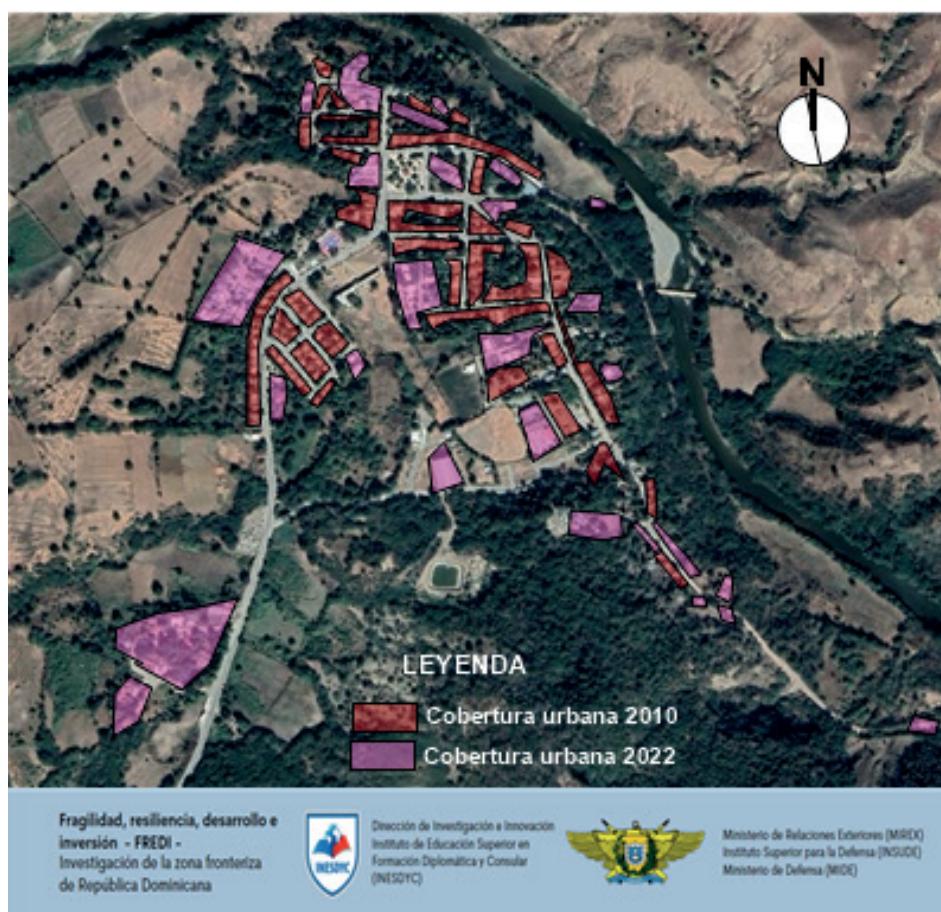 N
LEYENDA
Cobertura urbana 2010
Cobertura urbana 2022
Fragilidad, resiliencia, desarrollo e
inversión - FREDI -
Investigación de la zona fronteriza
de República Dominicana
INESDYC
Dirección de Investigación e Innovación
Instituto de Educación Superior en
Formación Diplomática y Consular
(INESDYC)
Ministerio de Relaciones Exteriores (MIREX)
Instituto Superior para la Defensa (INSUDE)
Ministerio de Defensa (MIDE)